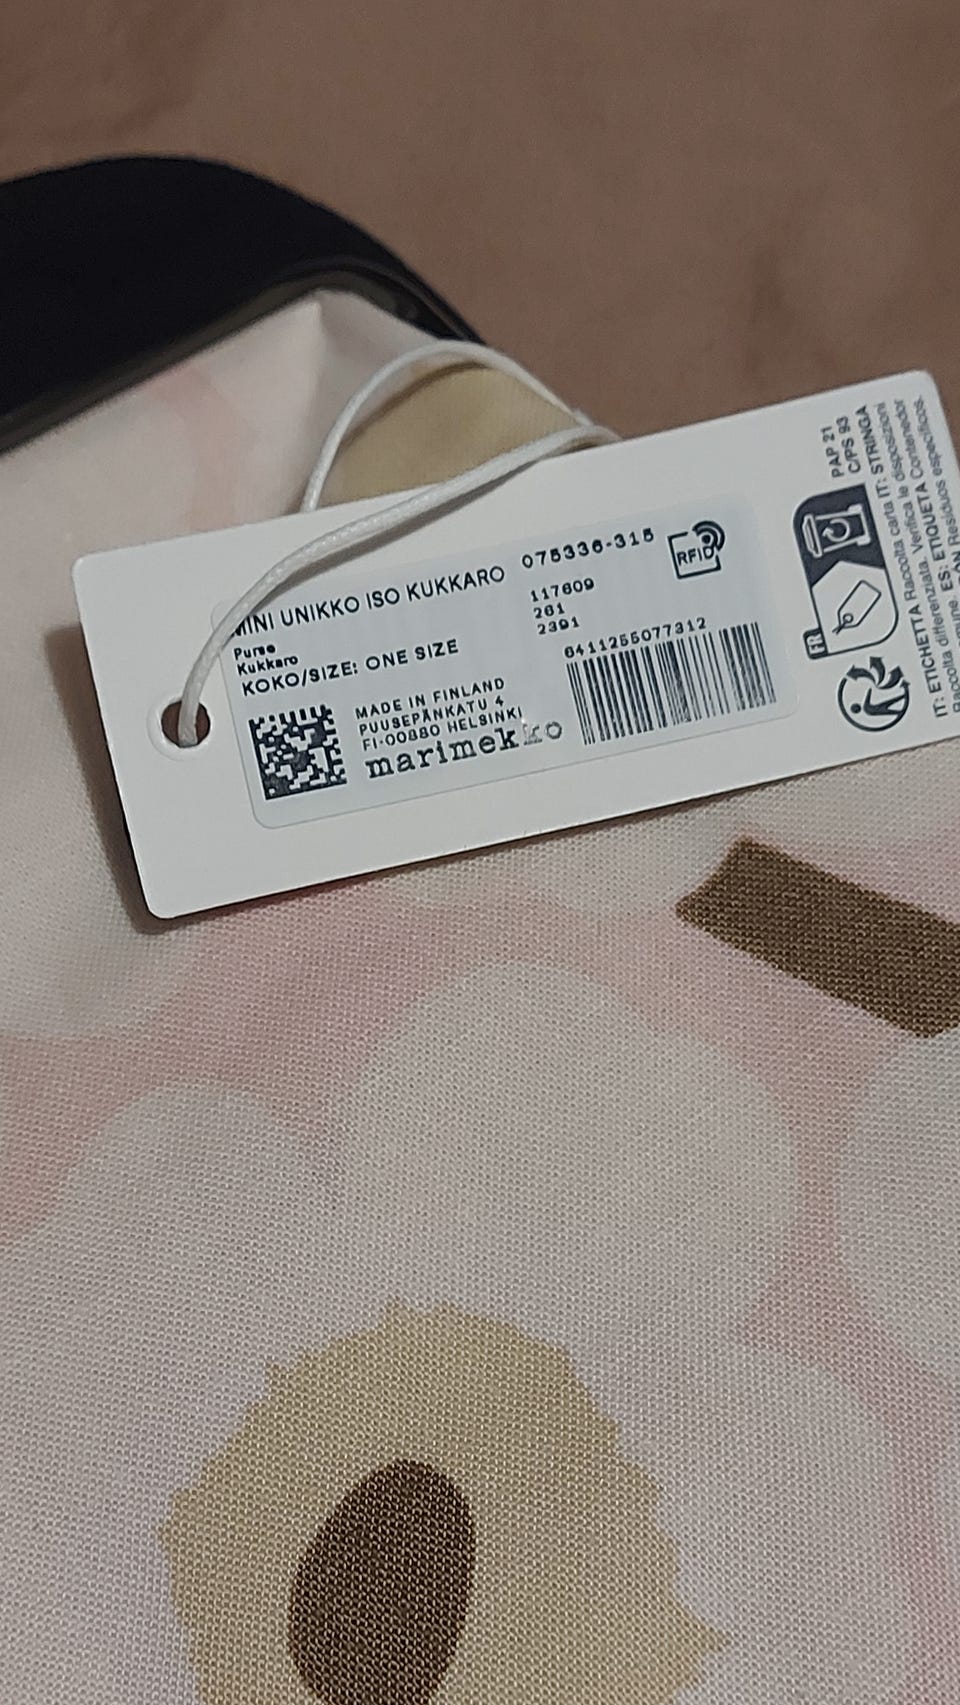 MINI UNIKKO ISO KUKKARO 075336-315
Purse
Kukkaro
KOKO/SIZE: ONE SIZE
117609
261
2391
RFID
6411255077312
MADE IN FINLAND
PUUSEPÄNKATU 4
FI-00880 HELSINKI
marimekko
FR
PAP 21
C/PS 93
IT: ETICHETTA Raccolta carta IT: STRINGA
Raccolta differenziata. Verifica le disposizioni
ES: ETIQUETA Contenedor
Residuos específicos.